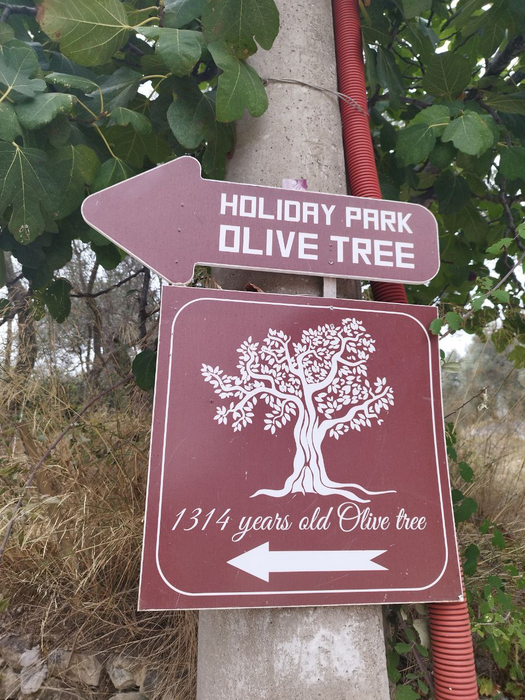 HOLIDAY PARK
OLIVE TREE
1314 years old Olive tree